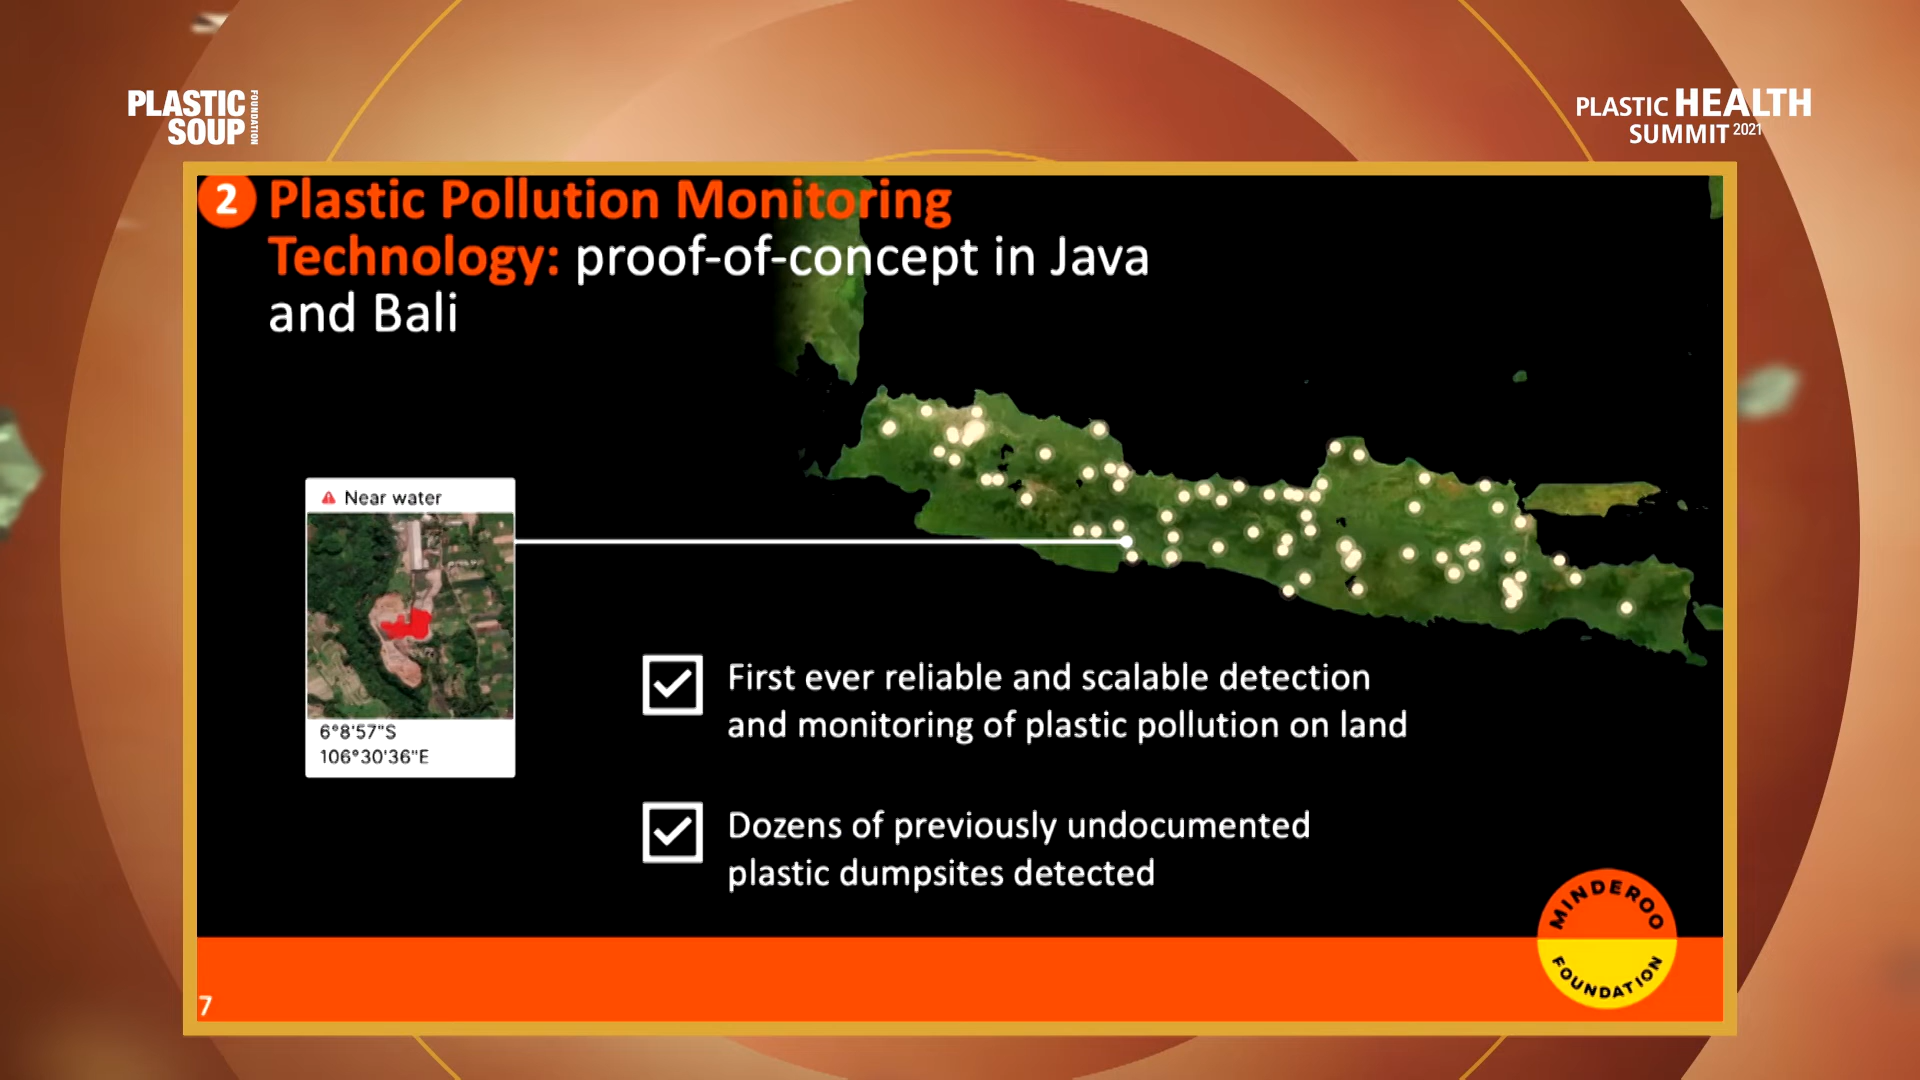 PLASTIC
SOUP
FOUNDATION
PLASTIC HEALTH
SUMMIT 2021
2 Plastic Pollution Monitoring
Technology: proof-of-concept in Java
and Bali
Near water
6°8'57"S
106°30'36"E
First ever reliable and scalable detection
and monitoring of plastic pollution on land
Dozens of previously undocumented
plastic dumpsites detected
MINDEROO
FOUNDATION
7